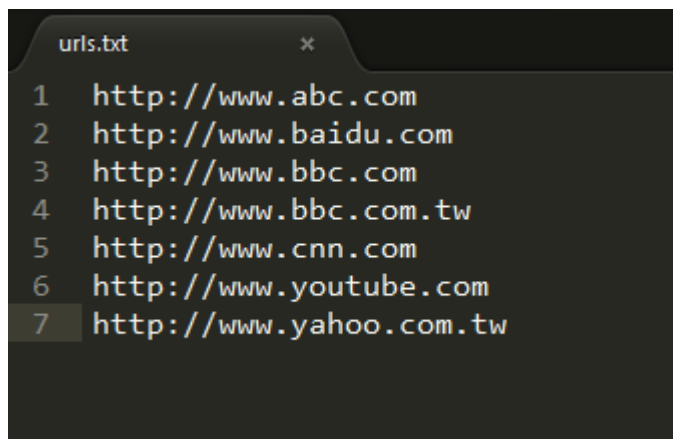 urls.txt ×
1 http://www.abc.com
2 http://www.baidu.com
3 http://www.bbc.com
4 http://www.bbc.com.tw
5 http://www.cnn.com
6 http://www.youtube.com
7 http://www.yahoo.com.tw